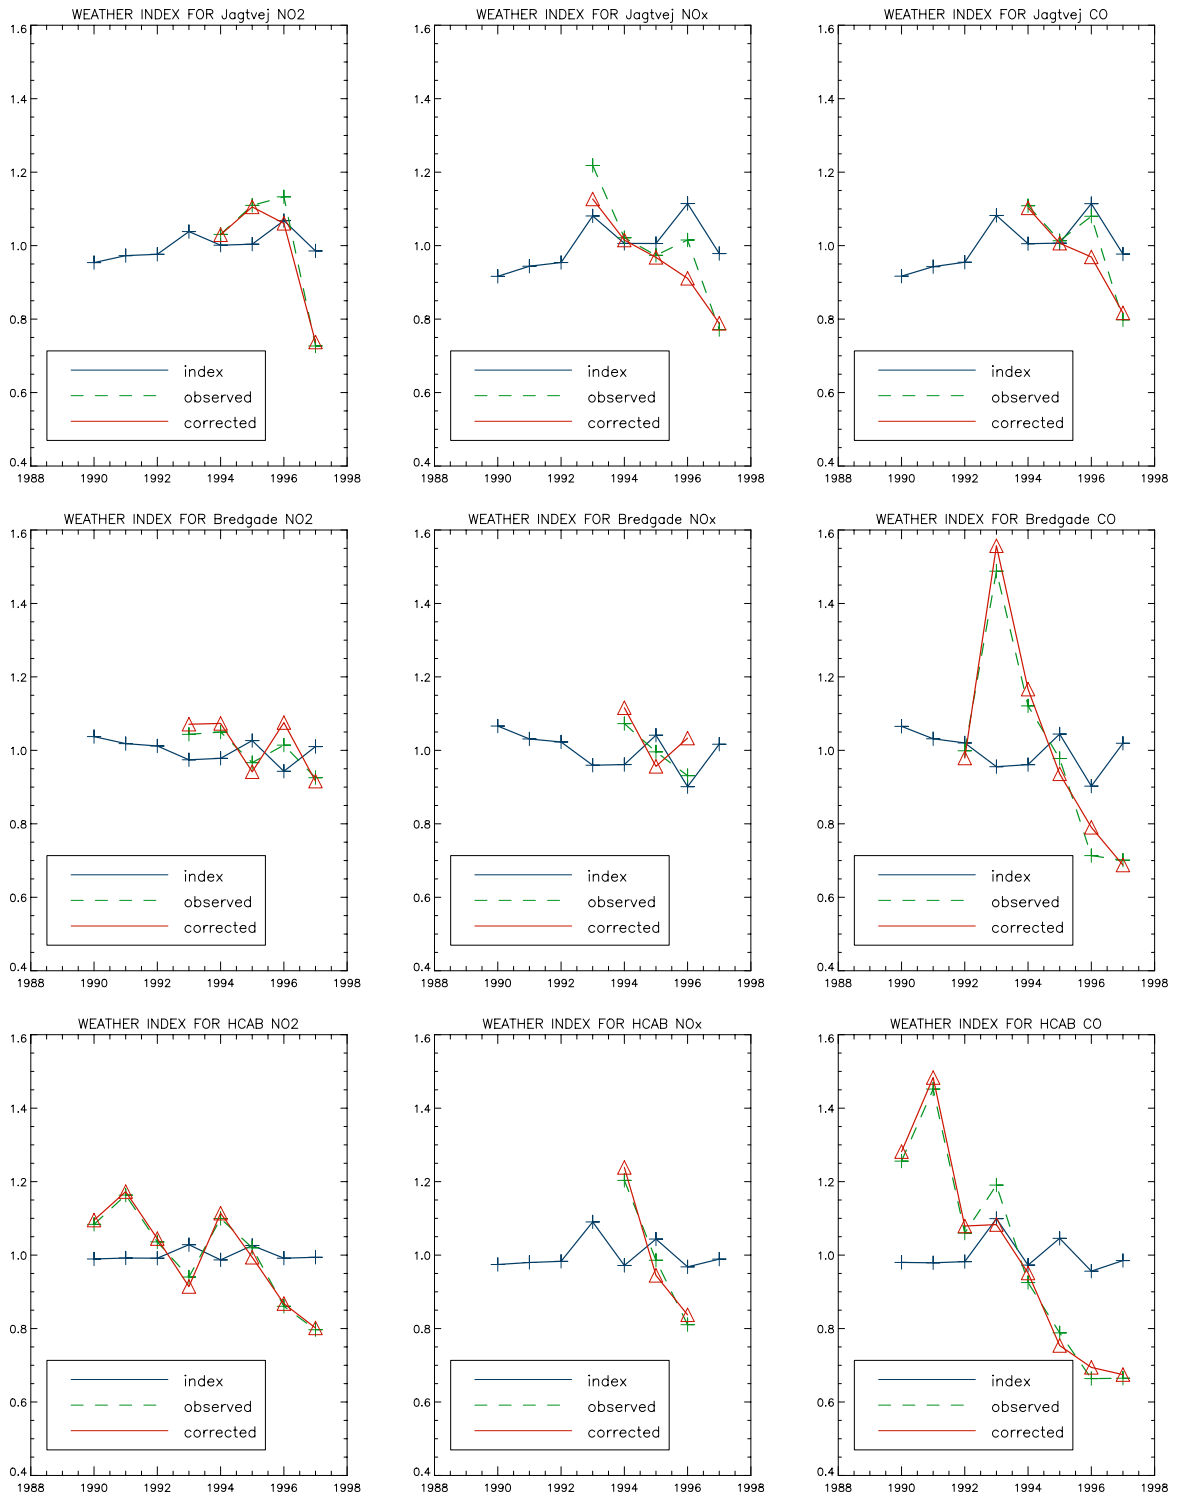 WEATHER INDEX FOR Jagtvej NO2
WEATHER INDEX FOR Jagtvej NOx
WEATHER INDEX FOR Jagtvej CO
1.6
1.4
1.2
1.0
0.8
0.6
0.4
index
observed
corrected
1988 1990 1992 1994 1996 1998
1.6
1.4
1.2
1.0
0.8
0.6
0.4
index
observed
corrected
1988 1990 1992 1994 1996 1998
1.6
1.4
1.2
1.0
0.8
0.6
0.4
index
observed
corrected
1988 1990 1992 1994 1996 1998
WEATHER INDEX FOR Bredgade NO2
WEATHER INDEX FOR Bredgade NOx
WEATHER INDEX FOR Bredgade CO
1.6
1.4
1.2
1.0
0.8
0.6
0.4
index
observed
corrected
1988 1990 1992 1994 1996 1998
1.6
1.4
1.2
1.0
0.8
0.6
0.4
index
observed
corrected
1988 1990 1992 1994 1996 1998
1.6
1.4
1.2
1.0
0.8
0.6
0.4
index
observed
corrected
1988 1990 1992 1994 1996 1998
WEATHER INDEX FOR HCAB NO2
WEATHER INDEX FOR HCAB NOx
WEATHER INDEX FOR HCAB CO
1.6
1.4
1.2
1.0
0.8
0.6
0.4
index
observed
corrected
1988 1990 1992 1994 1996 1998
1.6
1.4
1.2
1.0
0.8
0.6
0.4
index
observed
corrected
1988 1990 1992 1994 1996 1998
1.6
1.4
1.2
1.0
0.8
0.6
0.4
index
observed
corrected
1988 1990 1992 1994 1996 1998